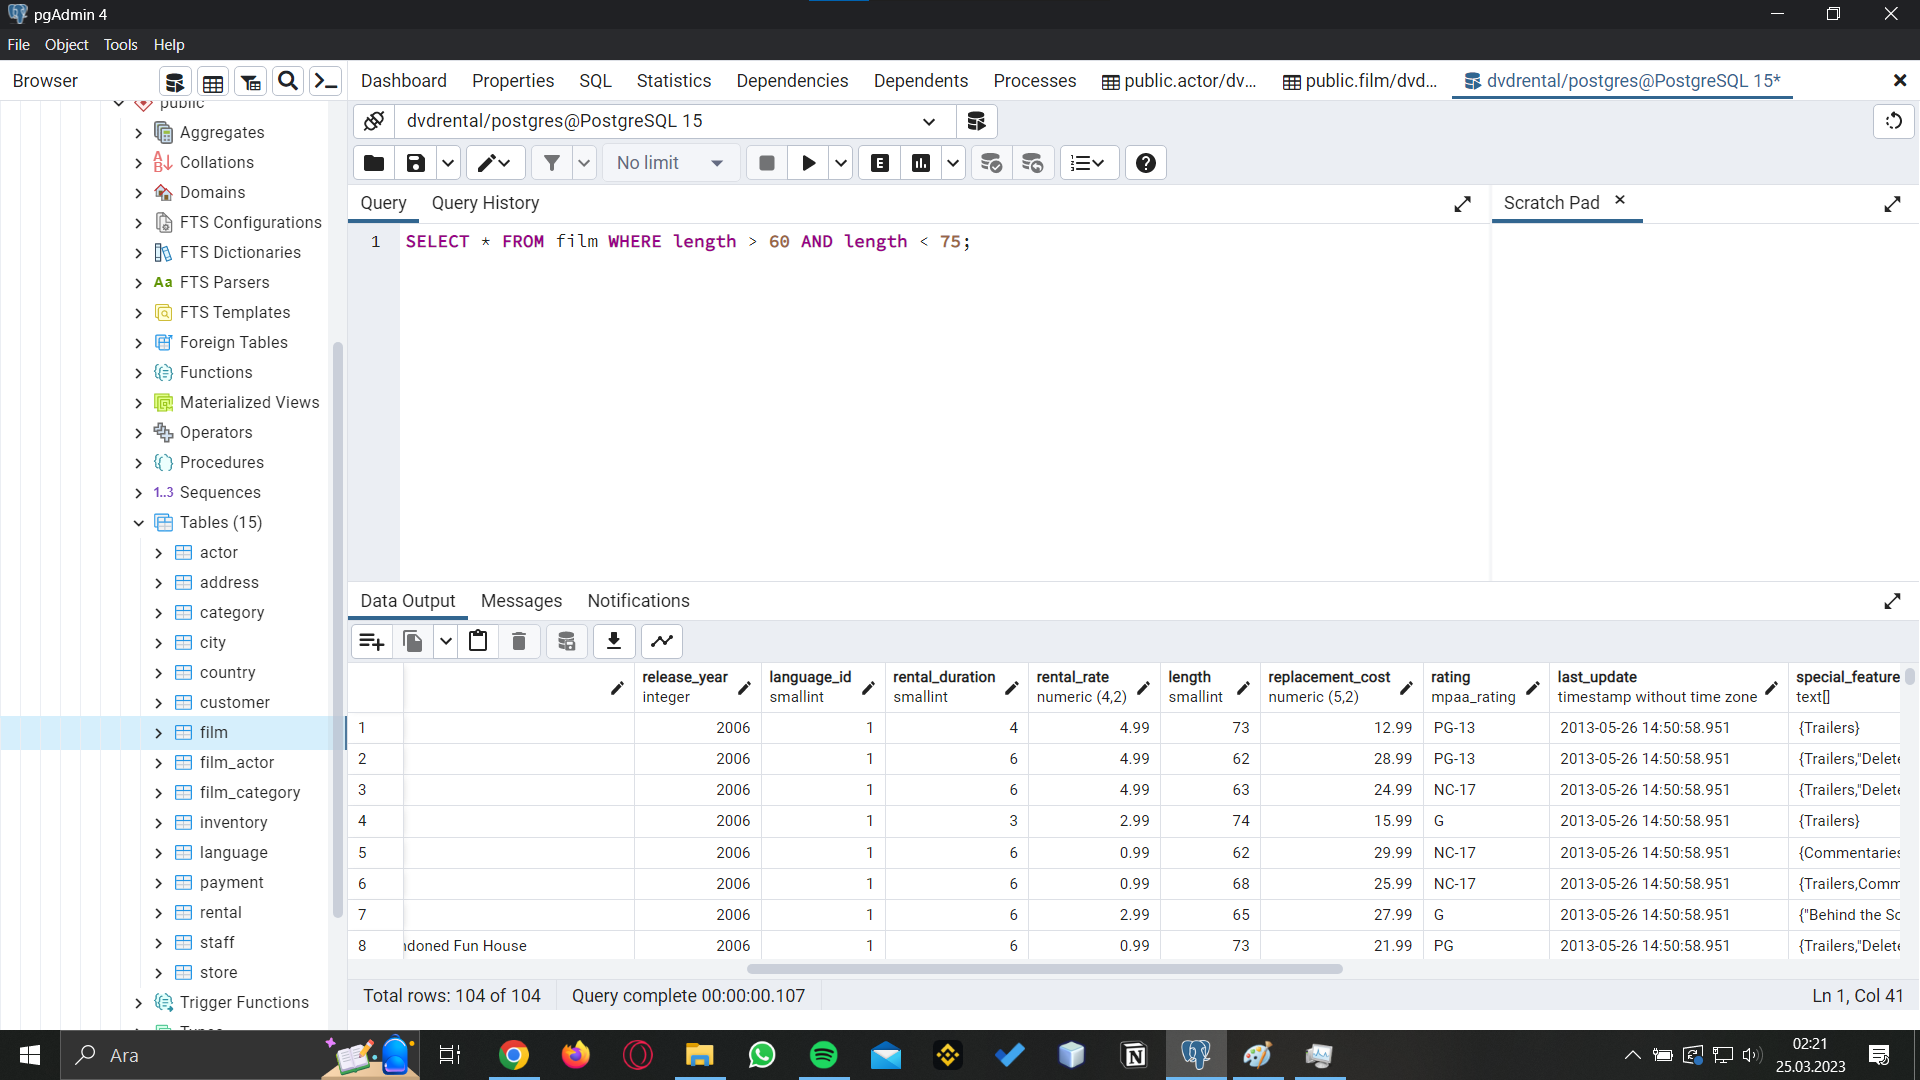 pgAdmin 4
File Object Tools Help
Browser
Dashboard Properties SQL Statistics Dependencies Dependents Processes public.actor/dv... public.film/dvd... dvdrental/postgres@PostgreSQL 15*
public
Aggregates
Collations
Domains
FTS Configurations
FTS Dictionaries
Aa FTS Parsers
FTS Templates
Foreign Tables
Functions
Materialized Views
Operators
Procedures
1..3 Sequences
Tables (15)
actor
address
category
city
country
customer
film
film_actor
film_category
inventory
language
payment
rental
staff
store
Trigger Functions
Types
dvdrental/postgres@PostgreSQL 15
No limit
E
Query Query History
Scratch Pad
1 SELECT * FROM film WHERE length > 60 AND length < 75;
Data Output Messages Notifications
release_year language_id rental_duration rental_rate length replacement_cost rating last_update special_feature
integer smallint smallint numeric (4,2) smallint numeric (5,2) mpaa_rating timestamp without time zone text[]
1 2006 1 4 4.99 73 12.99 PG-13 2013-05-26 14:50:58.951 {Trailers}
2 2006 1 6 4.99 62 28.99 PG-13 2013-05-26 14:50:58.951 {Trailers,"Delete
3 2006 1 6 4.99 63 24.99 NC-17 2013-05-26 14:50:58.951 {Trailers,"Delete
4 2006 1 3 2.99 74 15.99 G 2013-05-26 14:50:58.951 {Trailers}
5 2006 1 6 0.99 62 29.99 NC-17 2013-05-26 14:50:58.951 {Commentaries
6 2006 1 6 0.99 68 25.99 NC-17 2013-05-26 14:50:58.951 {Trailers,Comm
7 2006 1 6 2.99 65 27.99 G 2013-05-26 14:50:58.951 {"Behind the Sc
8 ndoned Fun House 2006 1 6 0.99 73 21.99 PG 2013-05-26 14:50:58.951 {Trailers,"Delete
Total rows: 104 of 104 Query complete 00:00:00.107 Ln 1, Col 41
Ara
02:21
25.03.2023